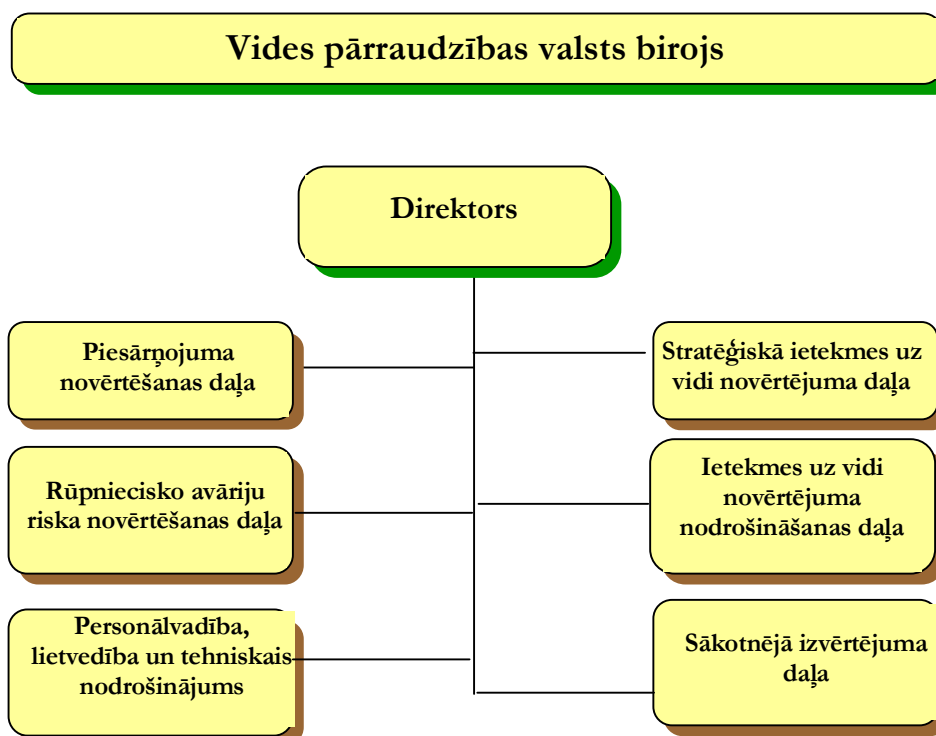 Vides pārraudzības valsts birojs
Direktors
Piesārņojuma
novērtēšanas daļa
Stratēģiskā ietekmes uz
vidi novērtējuma daļa
Rūpniecisko avāriju
riska novērtēšanas daļa
Ietekmes uz vidi
novērtējuma
nodrošināšanas daļa
Personālvadība,
lietvedība un tehniskais
nodrošinājums
Sākotnējā izvērtējuma
daļa